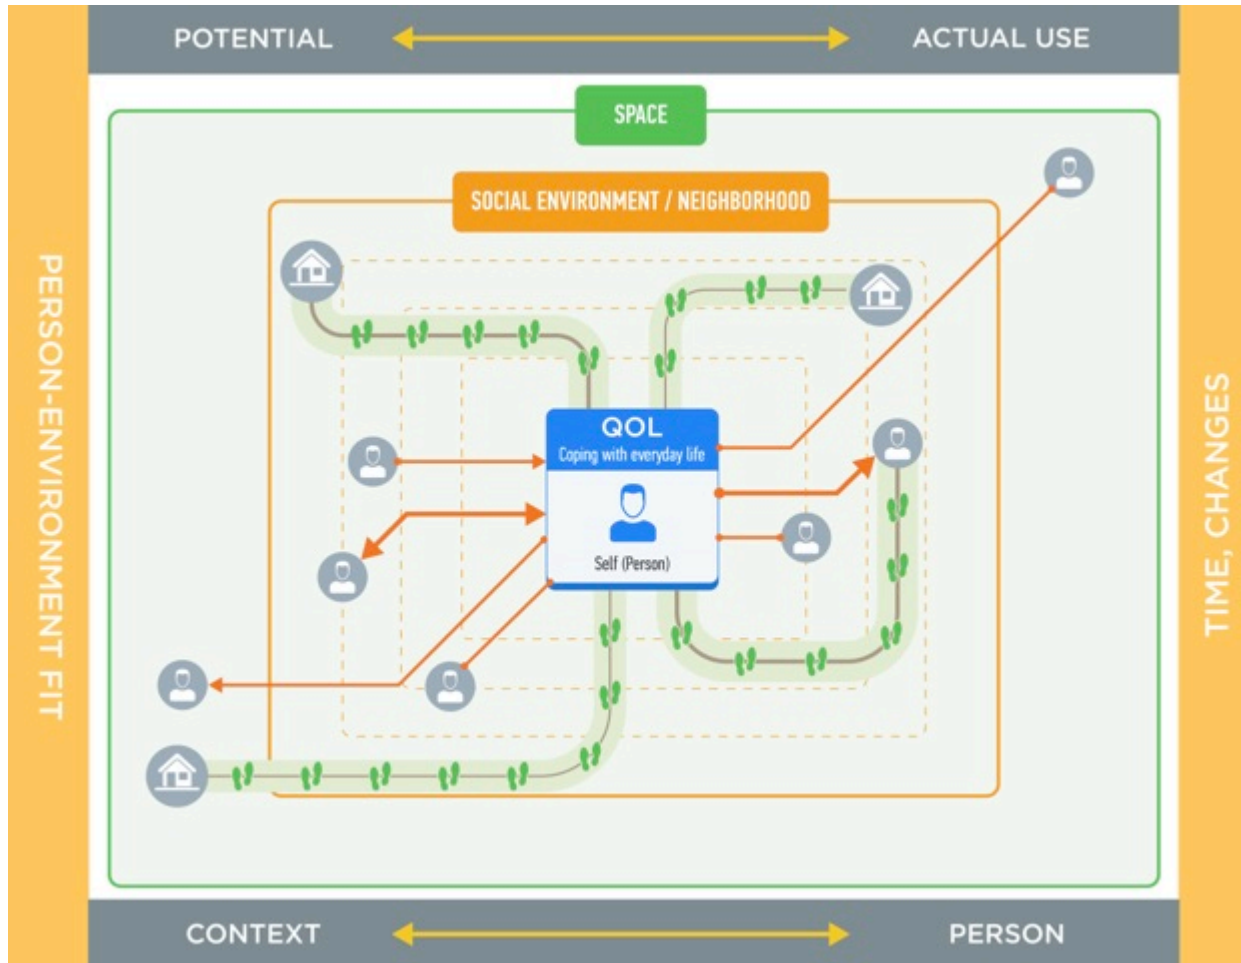 POTENTIAL
ACTUAL USE
SPACE
SOCIAL ENVIRONMENT / NEIGHBORHOOD
PERSON-ENVIRONMENT FIT
QOL
Coping with everyday life
Self (Person)
TIME, CHANGES
CONTEXT
PERSON